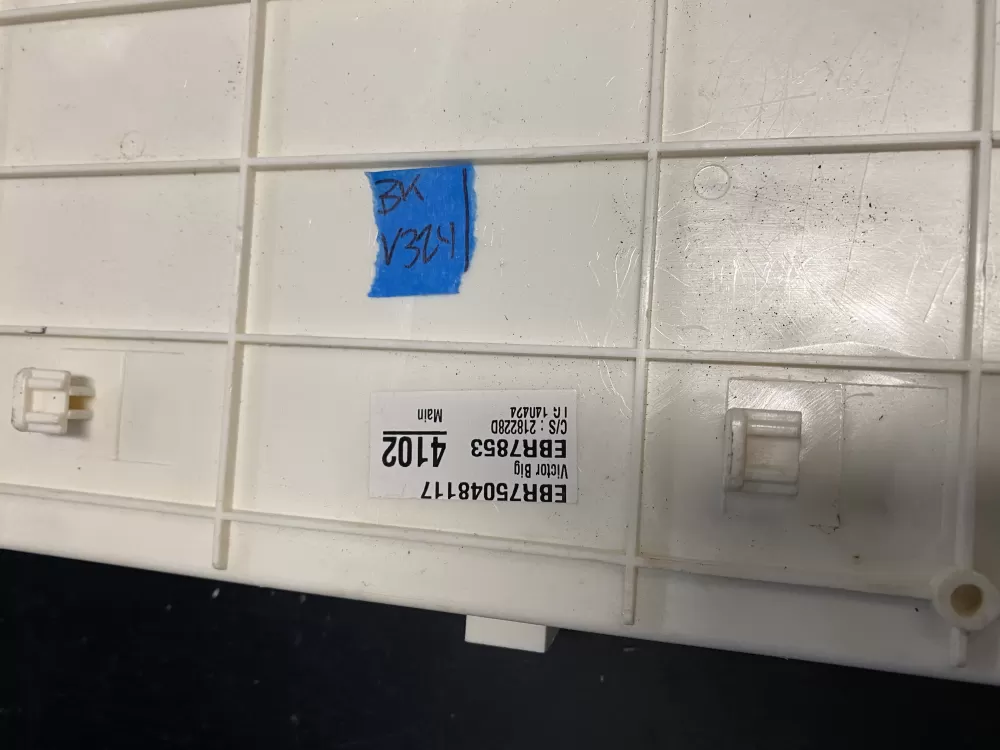 BK
V324
EBR75048117
Victor Big
EBR7853 4102
C/S : 218228D
LG 140424 Main